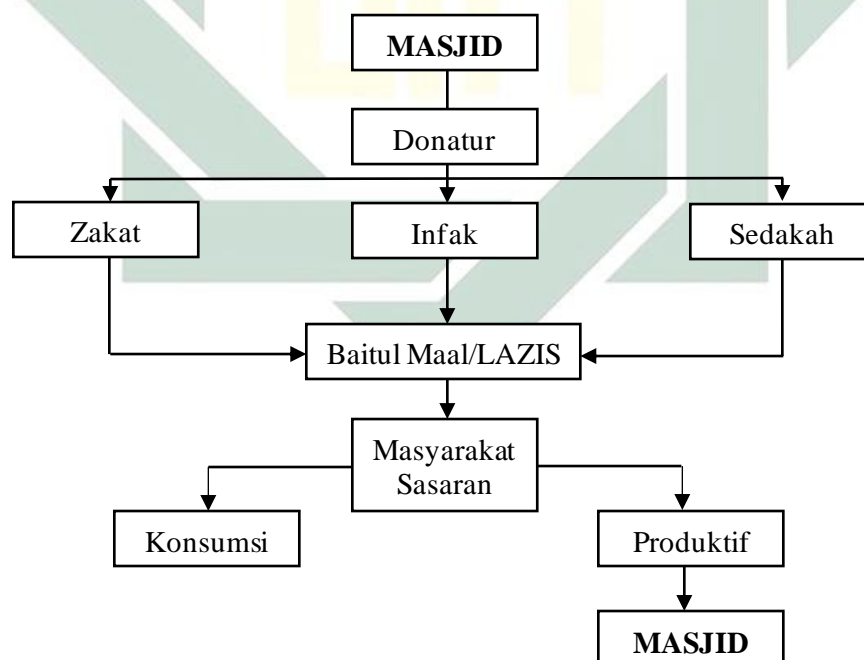 MASJID
Donatur
Zakat
Infak
Sedakah
Baitul Maal/LAZIS
Masyarakat
Sasaran
Konsumsi
Produktif
MASJID